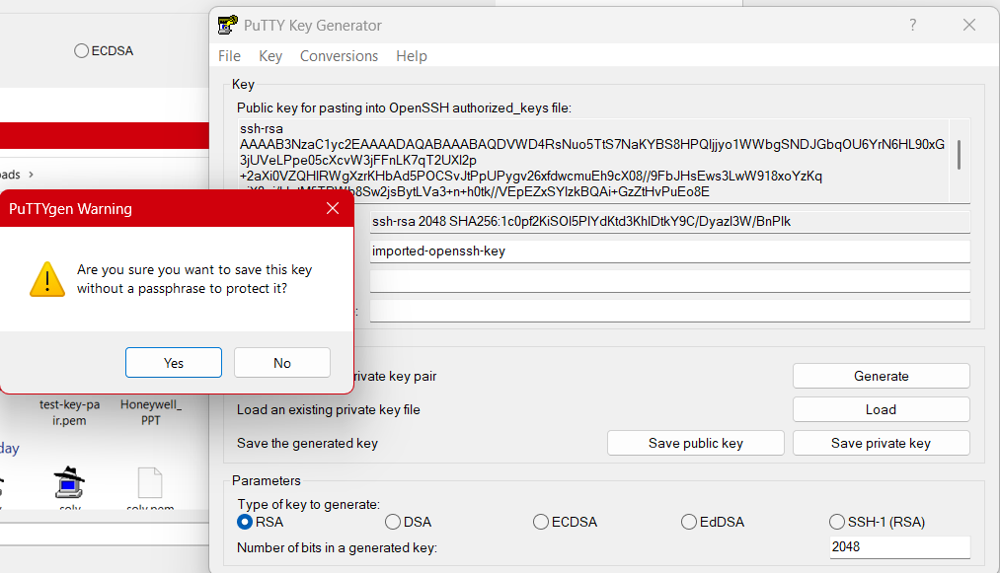 ECDSA
PuTTY Key Generator
?
File Key Conversions Help
Key
Public key for pasting into OpenSSH authorized_keys file:
ssh-rsa
AAAAB3NzaC1yc2EAAAADAQABAAABAQDVWD4RsNuo5TtS7NaKYBS8HPQljjyo1WWbgSNDJGbqOU6YrN6HL90xG
3jUVeLPpe05cXcvW3jFFnLK7qT2UXl2p
+2aXi0VZQHlRWgXzrKHbAd5POCSvJtPpUPygv26xfdwcmuEh9cX08//9FbJHsEws3LwW918xoYzKq
ads
PuTTYgen Warning
Are you sure you want to save this key
without a passphrase to protect it?
Yes No
ssh-rsa 2048 SHA256:1c0pf2KiSOl5PlYdKtd3KhlDtkY9C/Dyazl3W/BnPlk
imported-openssh-key
:
key pair
Generate
Load an existing private key file
Load
Save the generated key
Save public key
Save private key
test-key-pa
ir.pem
Honeywell_
PPT
day
Parameters
Type of key to generate:
RSA DSA ECDSA EdDSA SSH-1 (RSA)
Number of bits in a generated key:
2048